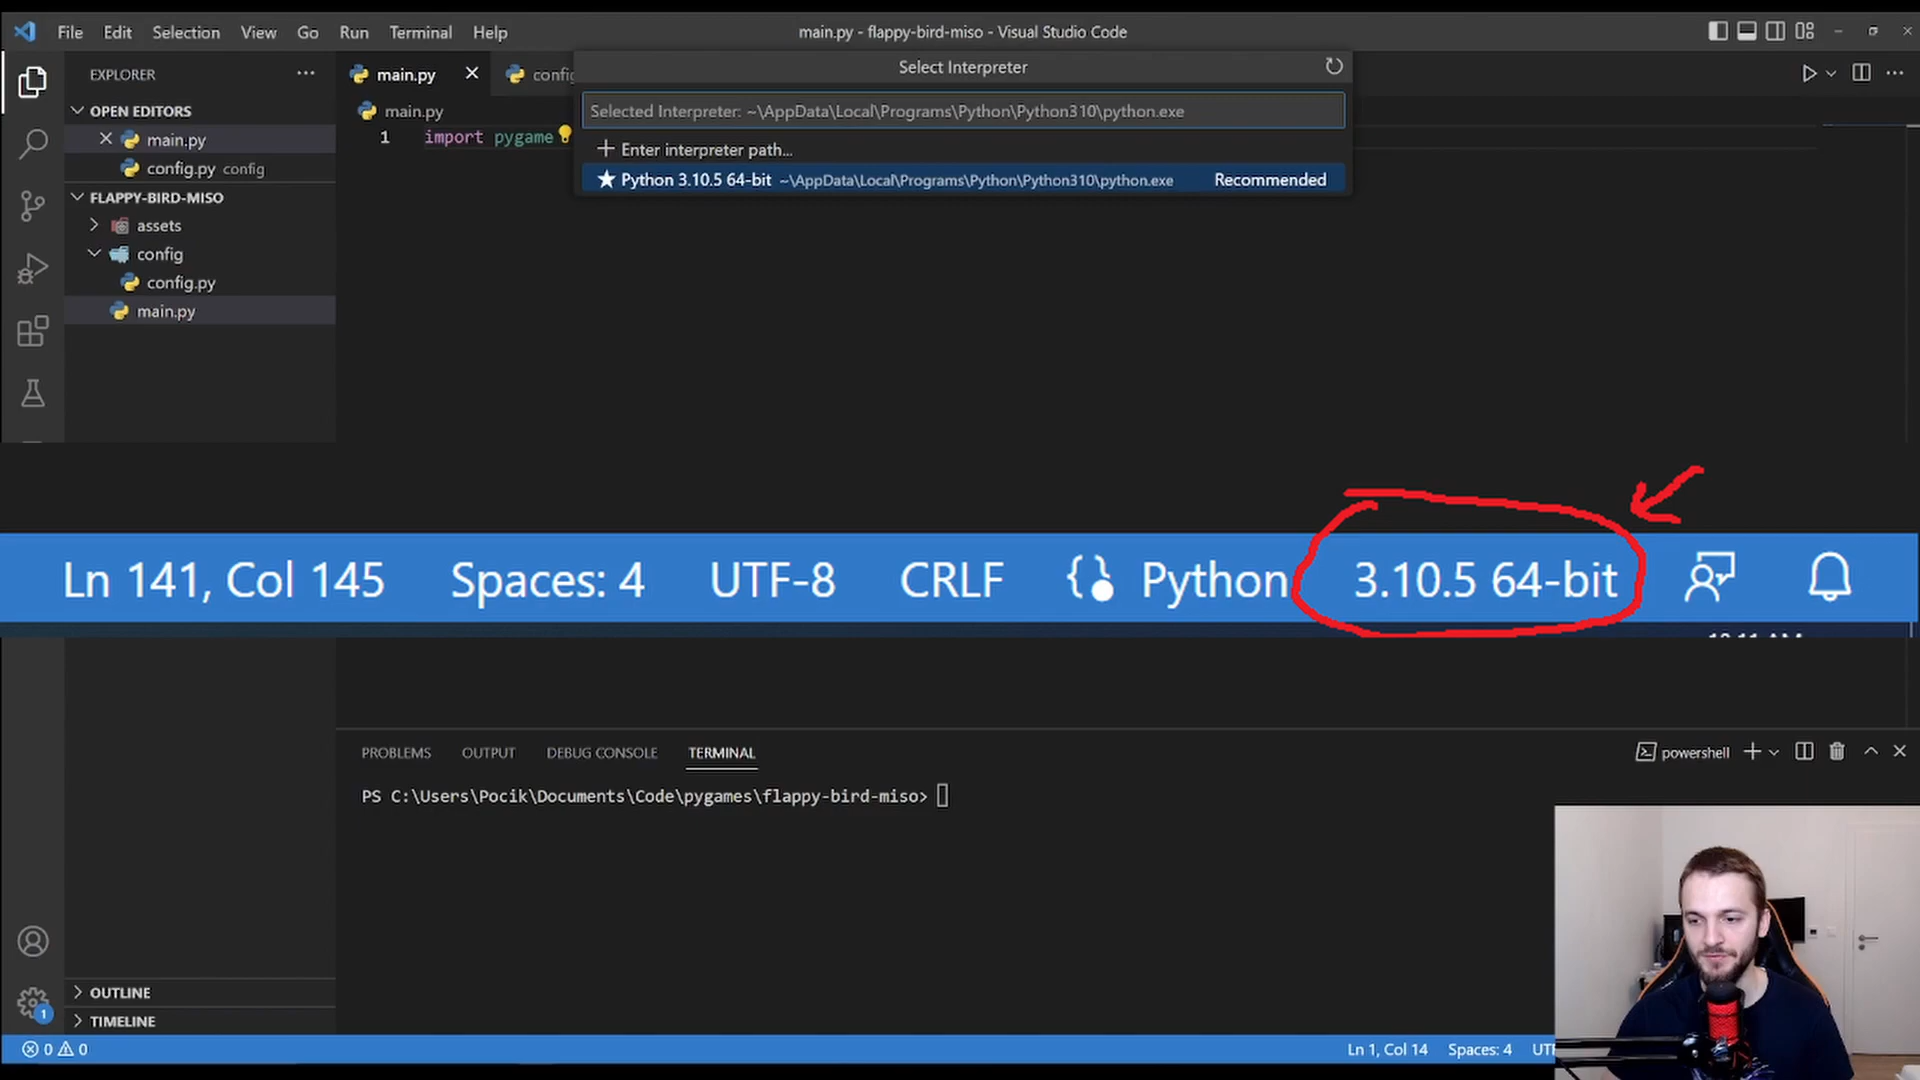 File Edit Selection View Go Run Terminal Help
main.py - flappy-bird-miso - Visual Studio Code
EXPLORER
OPEN EDITORS
main.py
config.py config
FLAPPY-BIRD-MISO
assets
config
config.py
main.py
main.py
config
main.py
1 import pygame
Select Interpreter
Selected Interpreter: ~\AppData\Local\Programs\Python\Python310\python.exe
Enter interpreter path...
Python 3.10.5 64-bit ~\AppData\Local\Programs\Python\Python310\python.exe Recommended
Ln 141, Col 145 Spaces: 4 UTF-8 CRLF Python 3.10.5 64-bit
PROBLEMS OUTPUT DEBUG CONSOLE TERMINAL
powershell
PS C:\Users\Pocik\Documents\Code\pygames\flappy-bird-miso>
1
OUTLINE
TIMELINE
0 0
Ln 1, Col 14 Spaces: 4